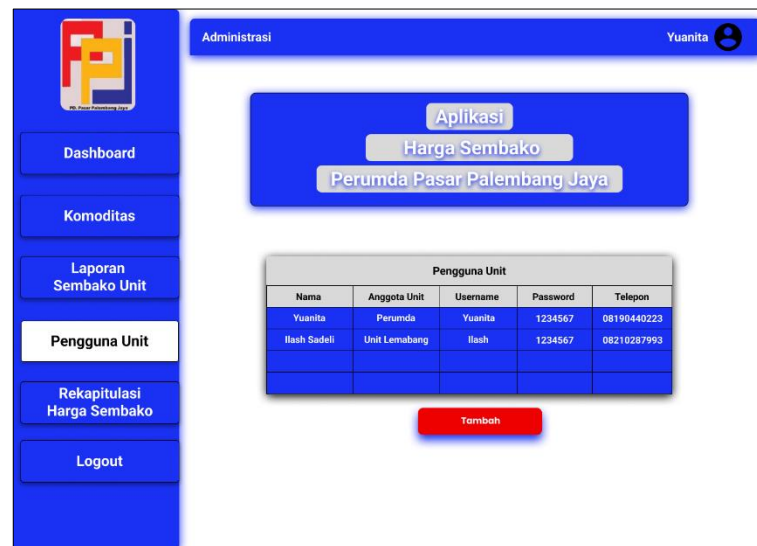 PD. Pasar Palembang Jaya
Dashboard
Komoditas
Laporan
Sembako Unit
Pengguna Unit
Rekapitulasi
Harga Sembako
Logout
Administrasi
Yuanita
Aplikasi
Harga Sembako
Perumda Pasar Palembang Jaya
Pengguna Unit
Nama Anggota Unit Username Password Telepon
Yuanita Perumda Yuanita 1234567 08190440223
Ilash Sadeli Unit Lemabang Ilash 1234567 08210287993
Tambah